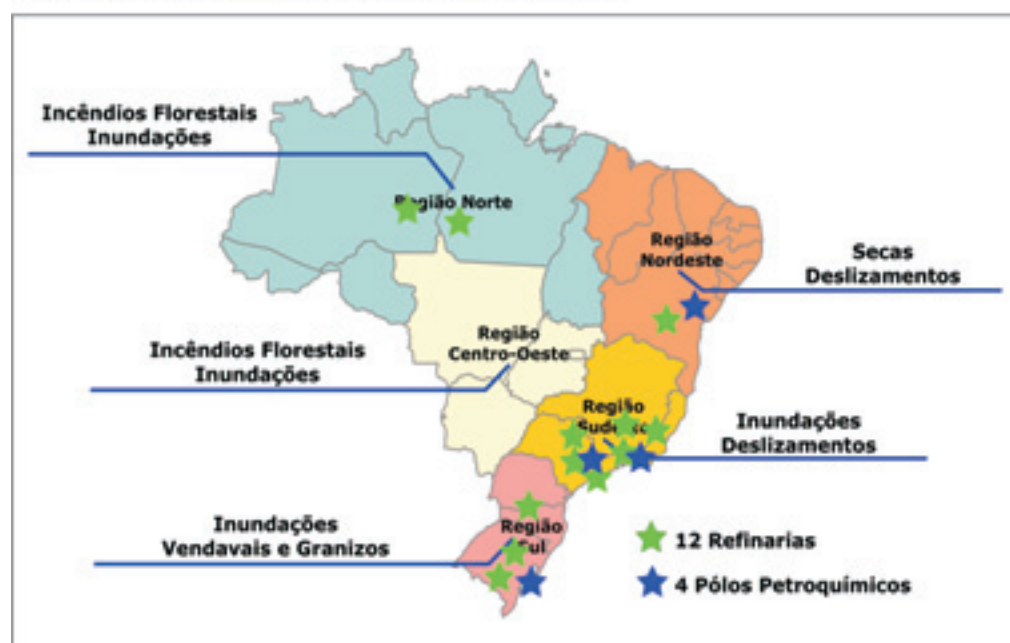 Incêndios Florestais
Inundações
Região Norte
Região
Nordeste
Secas
Deslizamentos
Região
Centro-Oeste
Incêndios Florestais
Inundações
Região
Sudeste
Inundações
Deslizamentos
Inundações
Vendavais e Granizos
Região
Sul
12 Refinarias
4 Pólos Petroquímicos